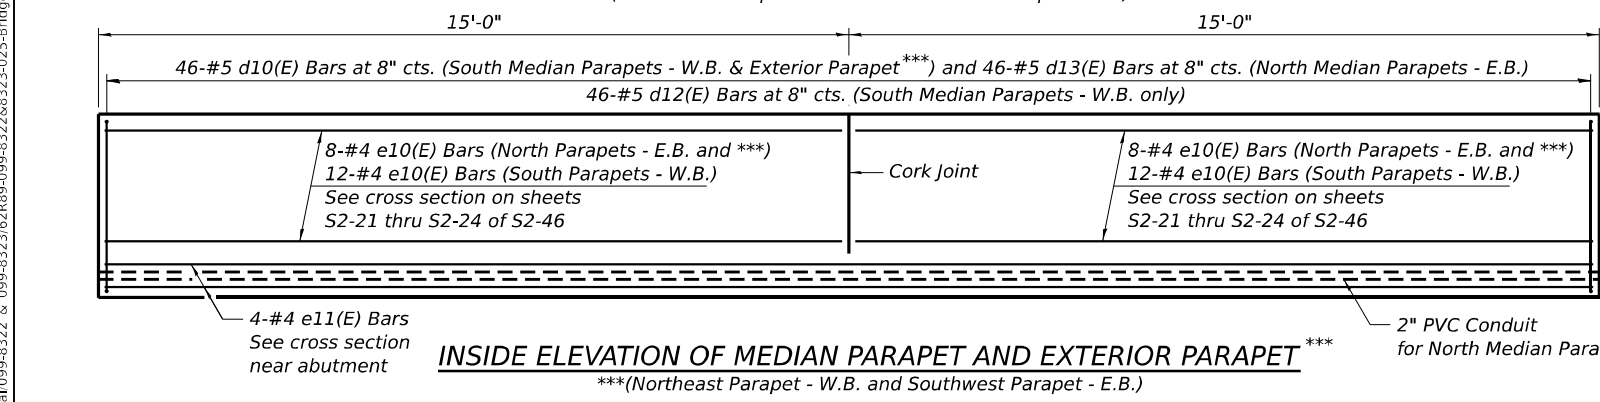 15'-0"
15'-0"
46-#5 d10(E) Bars at 8" cts. (South Median Parapets - W.B. & Exterior Parapet***) and 46-#5 d13(E) Bars at 8" cts. (North Median Parapets - E.B.)
46-#5 d12(E) Bars at 8" cts. (South Median Parapets - W.B. only)
8-#4 e10(E) Bars (North Parapets - E.B. and ***)
12-#4 e10(E) Bars (South Parapets - W.B.)
See cross section on sheets
S2-21 thru S2-24 of S2-46
Cork Joint
8-#4 e10(E) Bars (North Parapets - E.B. and ***)
12-#4 e10(E) Bars (South Parapets - W.B.)
See cross section on sheets
S2-21 thru S2-24 of S2-46
4-#4 e11(E) Bars
See cross section
near abutment
2" PVC Conduit
for North Median Para
INSIDE ELEVATION OF MEDIAN PARAPET AND EXTERIOR PARAPET ***
***(Northeast Parapet - W.B. and Southwest Parapet - E.B.)